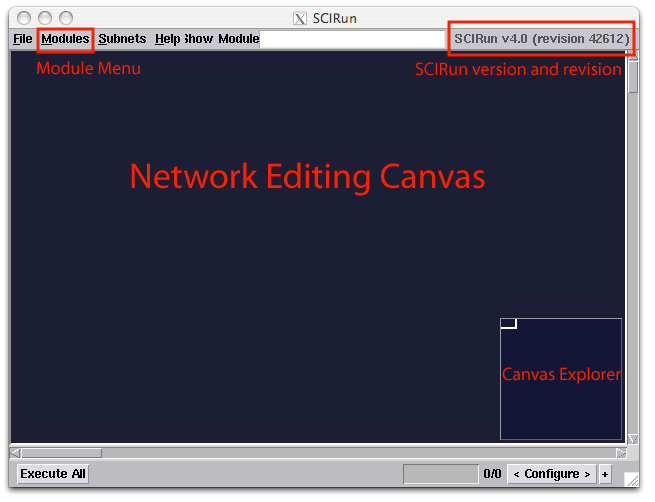 SCIRun
File Modules Subnets Help Show Module SCIRun v4.0 (revision 42612)
Module Menu SCIRun version and revision
Network Editing Canvas
Canvas Explorer
Execute All 0/0 < Configure > +